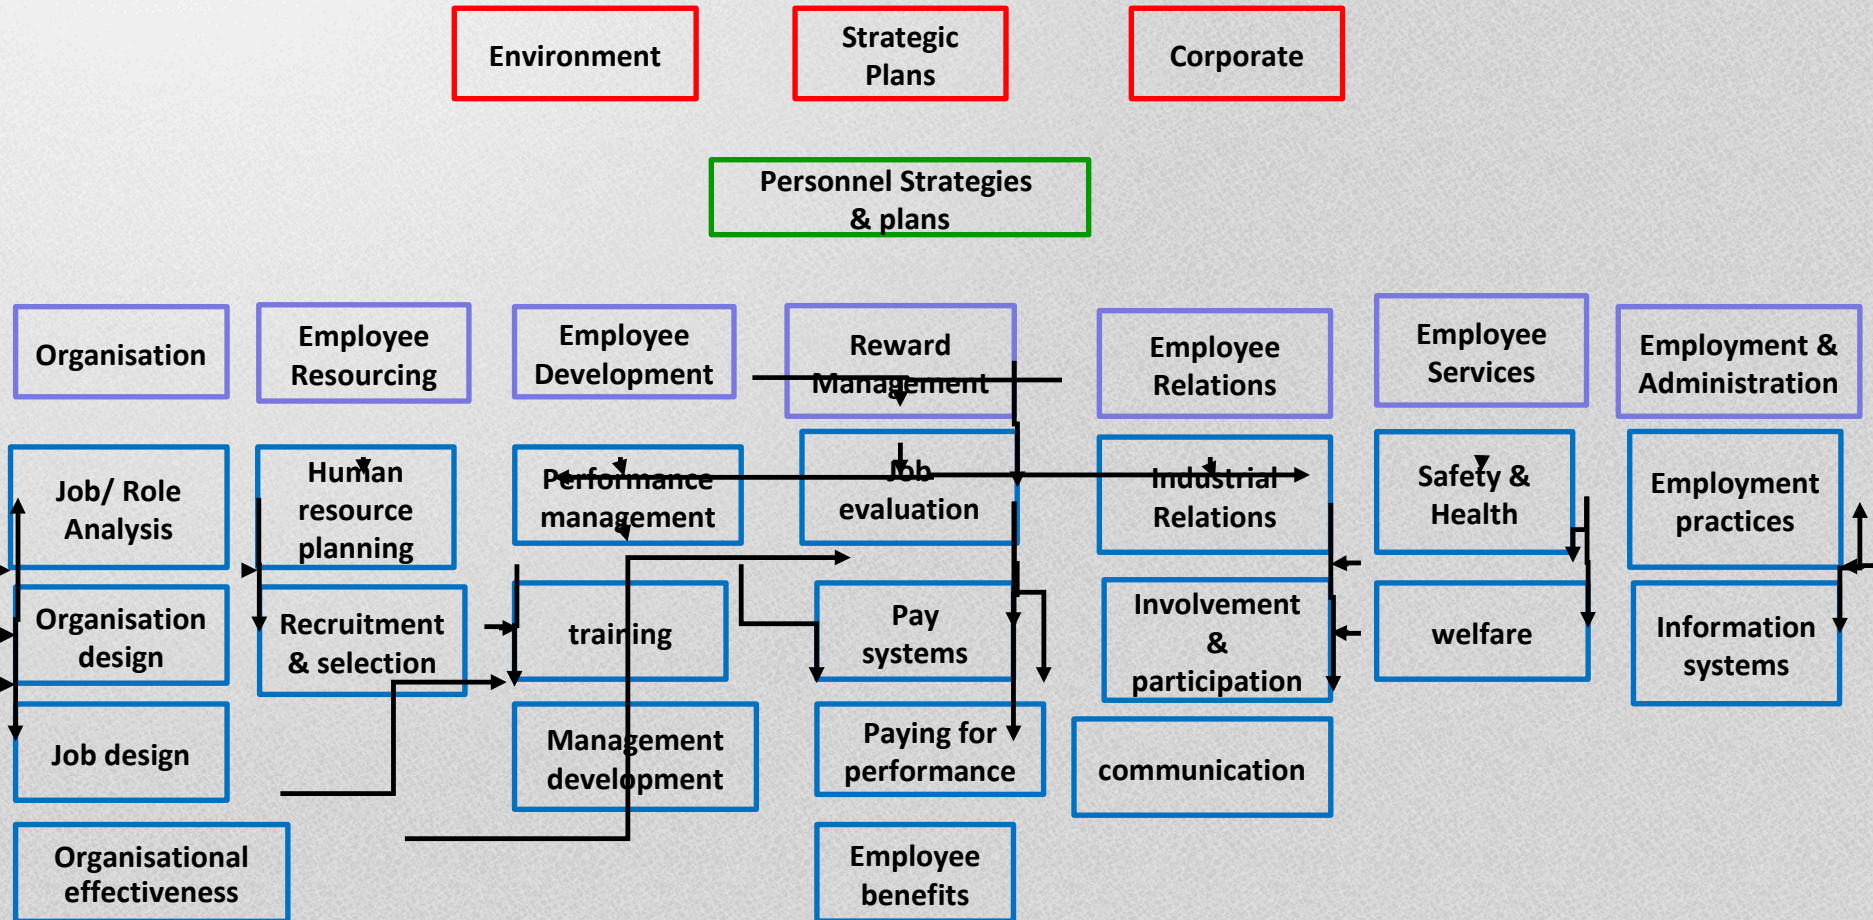 Environment
Strategic
Plans
Corporate
Personnel Strategies
& plans
Organisation
Employee
Resourcing
Employee
Development
Reward
Management
Employee
Relations
Employee
Services
Employment &
Administration
Job/ Role
Analysis
Human
resource
planning
Performance
management
Job
evaluation
Industrial
Relations
Safety &
Health
Employment
practices
Organisation
design
Recruitment
& selection
training
Pay
systems
Involvement
&
participation
welfare
Information
systems
Job design
Management
development
Paying for
performance
communication
Organisational
effectiveness
Employee
benefits